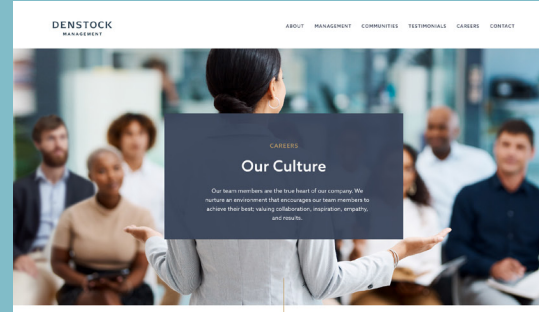 DENSTOCK
MANAGEMENT
ABOUT MANAGEMENT COMMUNITIES TESTIMONIALS CAREERS CONTACT
CAREERS
Our Culture
Our team members are the true heart of our company. We
nurture an environment that encourages our team members to
achieve their best; valuing collaboration, inspiration, empathy,
and results.